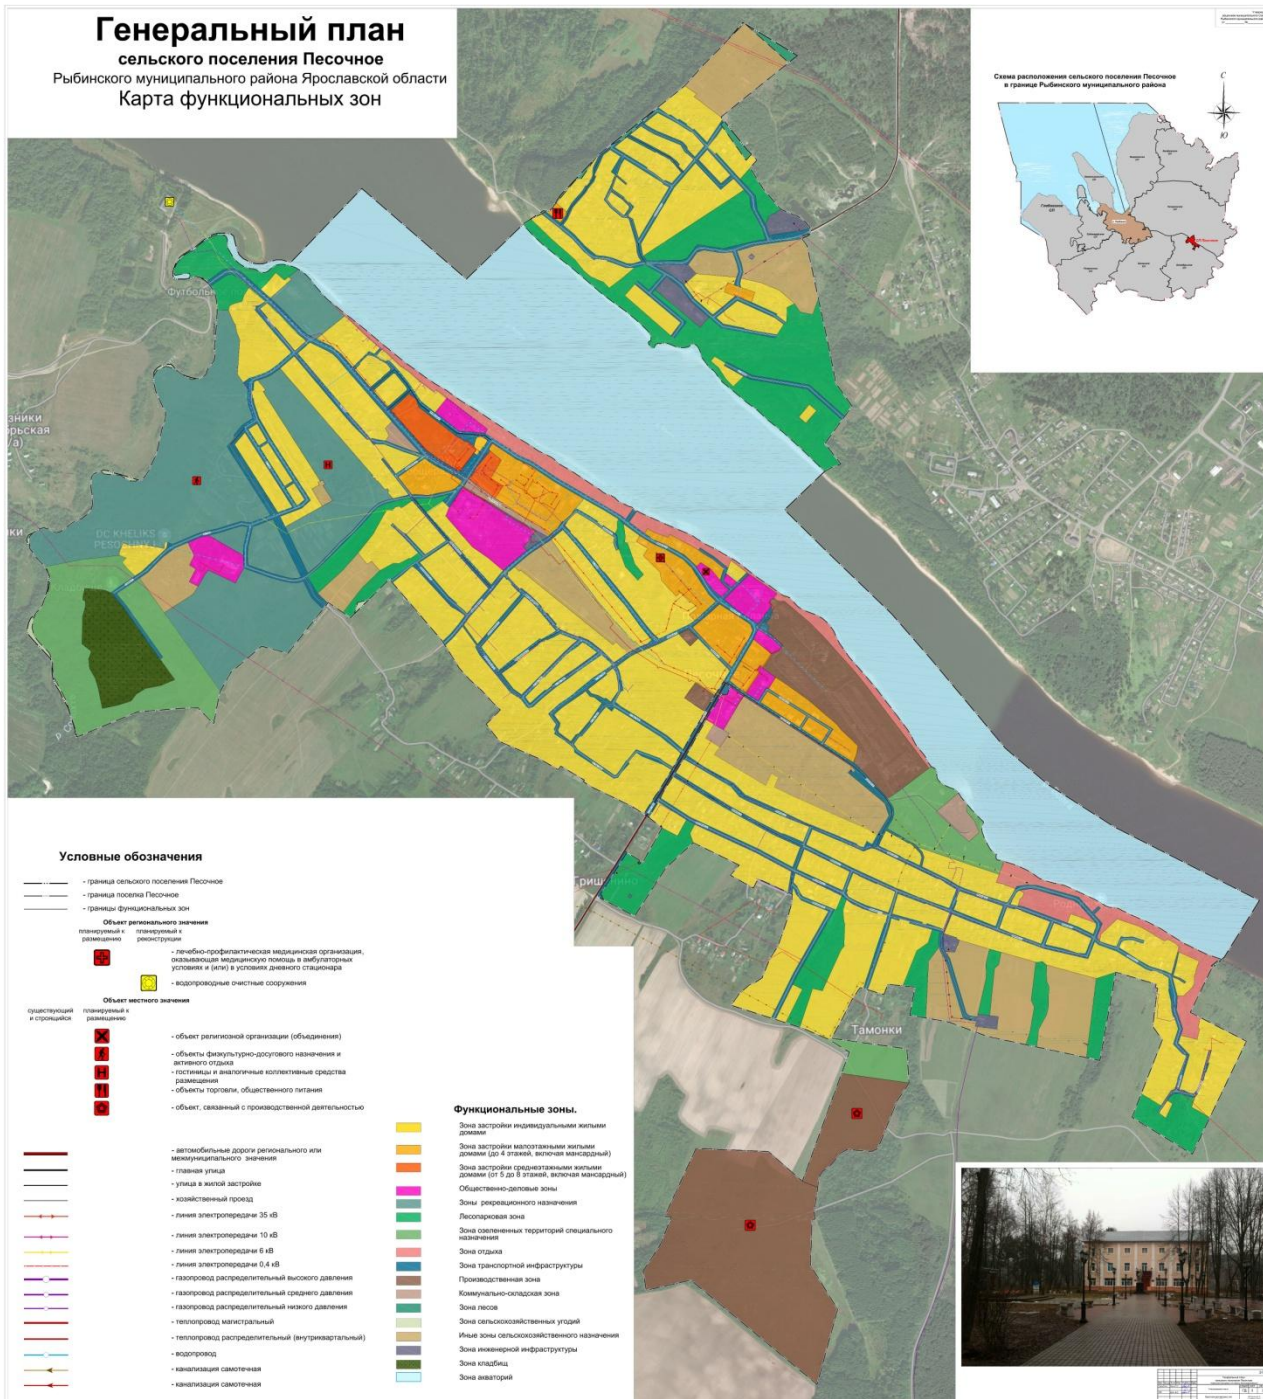 Генеральный план
сельского поселения Песочное
Рыбинского муниципального района Ярославской области
Карта функциональных зон
Схема расположения сельского поселения Песочное
в границе Рыбинского муниципального района
С
Ю
Футбольн
DC KHELIKS
Гриш
Тамонки
Условные обозначения
- граница сельского поселения Песочное
- граница поселка Песочное
- границы функциональных зон
Объект регионального значения
планируемый к размещению
планируемый к реконструкции
- лечебно-профилактическая медицинская организация,
оказывающая медицинскую помощь в амбулаторных
условиях и (или) в условиях дневного стационара
- водопроводные очистные сооружения
Объект местного значения
существующий и строящийся
планируемый к размещению
- объект религиозной организации (объединения)
- объекты физкультурно-досугового назначения и
активного отдыха
- гостиницы и аналогичные коллективные средства
размещения
- объекты торговли, общественного питания
- объект, связанный с производственной деятельностью
- автомобильные дороги регионального или
межмуниципального значения
- главная улица
- улица в жилой застройке
- хозяйственный проезд
- линия электропередачи 35 кВ
- линия электропередачи 10 кВ
- линия электропередачи 6 кВ
- линия электропередачи 0,4 кВ
- газопровод распределительный высокого давления
- газопровод распределительный среднего давления
- газопровод распределительный низкого давления
- теплопровод магистральный
- теплопровод распределительный (внутриквартальный)
- водопровод
- канализация самотечная
- канализация самотечная
Функциональные зоны.
Зона застройки индивидуальными жилыми
домами
Зона застройки малоэтажными жилыми
домами (до 4 этажей, включая мансардный)
Зона застройки среднеэтажными жилыми
домами (от 5 до 8 этажей, включая мансардный)
Общественно-деловые зоны
Зоны рекреационного назначения
Лесопарковая зона
Зона озелененных территорий специального
назначения
Зона отдыха
Зона транспортной инфраструктуры
Производственная зона
Коммунально-складская зона
Зона лесов
Зона сельскохозяйственных угодий
Иные зоны сельскохозяйственного назначения
Зона инженерной инфраструктуры
Зона кладбищ
Зона акваторий